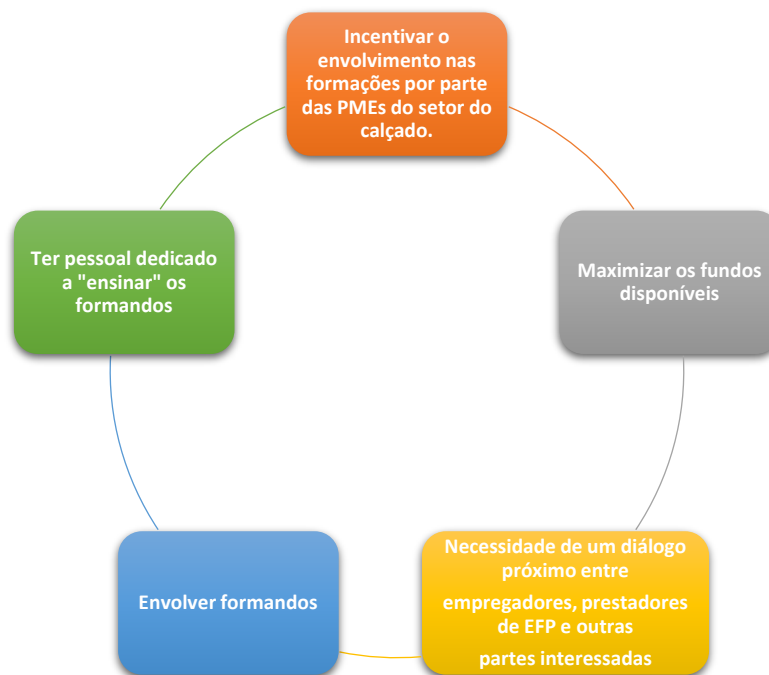 Incentivar o
envolvimento nas
formações por parte
das PMEs do setor do
calçado.
Maximizar os fundos
disponíveis
Necessidade de um diálogo
próximo entre
empregadores, prestadores
de EFP e outras
partes interessadas
Envolver formandos
Ter pessoal dedicado
a "ensinar" os
formandos